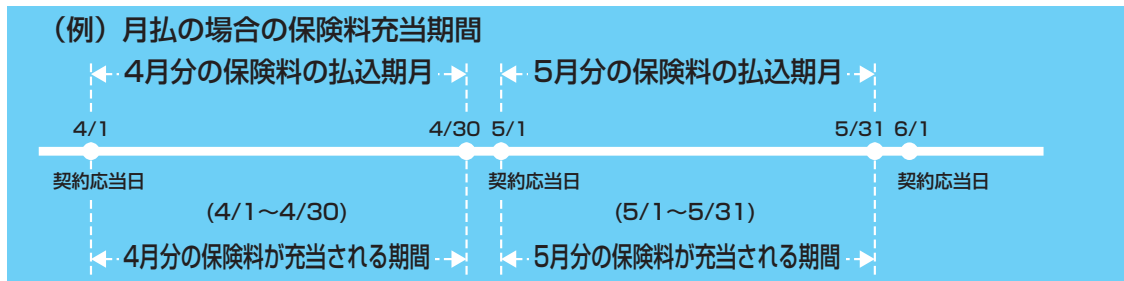 （例）月払の場合の保険料充当期間
4月分の保険料の払込期月 5月分の保険料の払込期月
4/1 4/30 5/1 5/31 6/1
契約応当日 契約応当日 契約応当日
(4/1〜4/30) (5/1〜5/31)
4月分の保険料が充当される期間 5月分の保険料が充当される期間